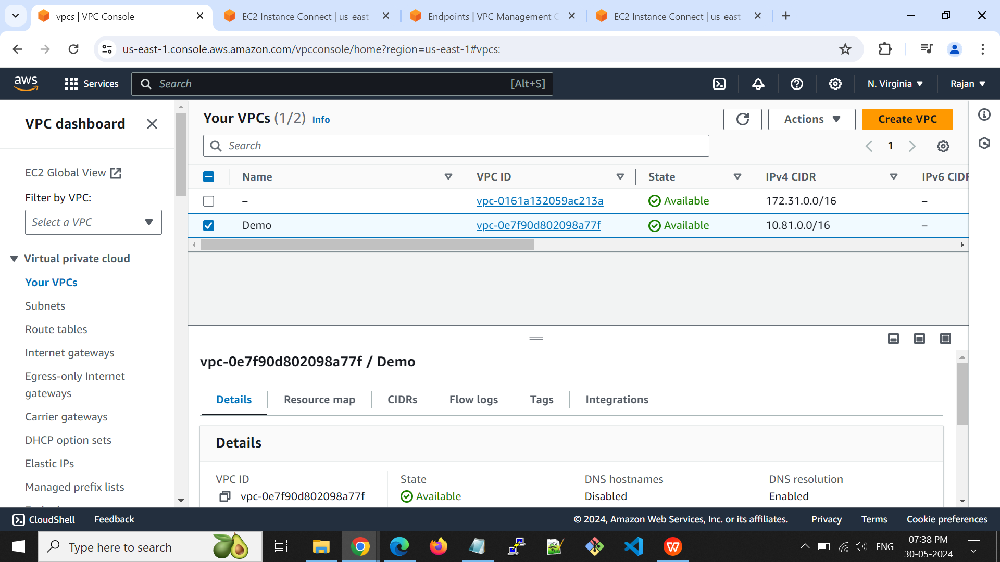 vpcs | VPC Console
EC2 Instance Connect | us-east-
Endpoints | VPC Management C
EC2 Instance Connect | us-east-
us-east-1.console.aws.amazon.com/vpcconsole/home?region=us-east-1#vpcs:
aws
Services
Search
[Alt+S]
N. Virginia
Rajan
VPC dashboard
EC2 Global View
Filter by VPC:
Select a VPC
Virtual private cloud
Your VPCs
Subnets
Route tables
Internet gateways
Egress-only Internet
gateways
Carrier gateways
DHCP option sets
Elastic IPs
Managed prefix lists
Your VPCs (1/2) Info
Actions
Create VPC
Search
1
Name VPC ID State IPv4 CIDR IPv6 CIDR
– vpc-0161a132059ac213a Available 172.31.0.0/16 –
Demo vpc-0e7f90d802098a77f Available 10.81.0.0/16 –
vpc-0e7f90d802098a77f / Demo
Details Resource map CIDRs Flow logs Tags Integrations
Details
VPC ID State DNS hostnames DNS resolution
vpc-0e7f90d802098a77f Available Disabled Enabled
CloudShell Feedback © 2024, Amazon Web Services, Inc. or its affiliates. Privacy Terms Cookie preferences
Type here to search
ENG
07:38 PM
30-05-2024